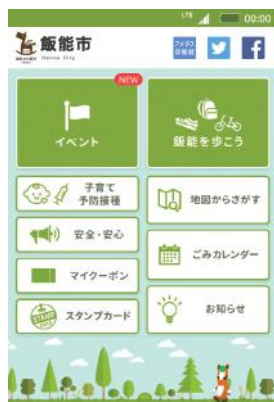 LTE 00:00
飯能市
Hanno City
NEW
イベント
飯能を歩こう
子育て
予防接種
地図からさがす
安全・安心
ごみカレンダー
マイクーポン
お知らせ
STAMP
スタンプカード